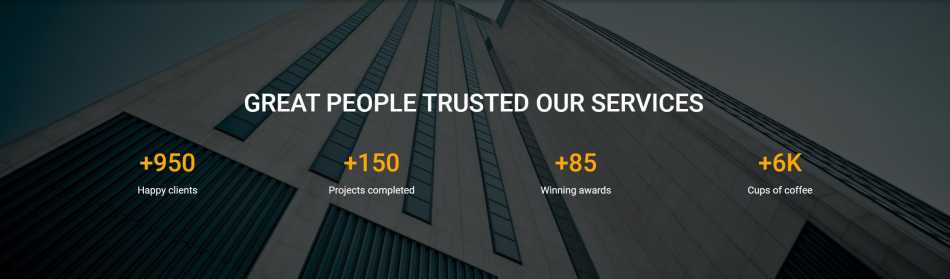 GREAT PEOPLE TRUSTED OUR SERVICES
+950
Happy clients
+150
Projects completed
+85
Winning awards
+6K
Cups of coffee